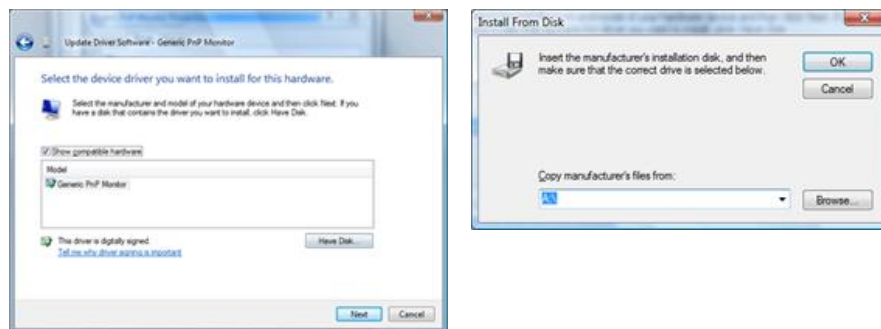 Update Driver Software - Generic PnP Monitor
Select the device driver you want to install for this hardware.
Select the manufacturer and model of your hardware device and then click Next. If you
have a disk that contains the driver you want to install, click Have Disk.
Show compatible hardware
Model
Generic PnP Monitor
This driver is digitally signed.
Tell me why driver signing is important
Have Disk...
Next
Cancel
Install From Disk
Insert the manufacturer's installation disk, and then
make sure that the correct drive is selected below.
OK
Cancel
Copy manufacturer's files from:
A:\
Browse...